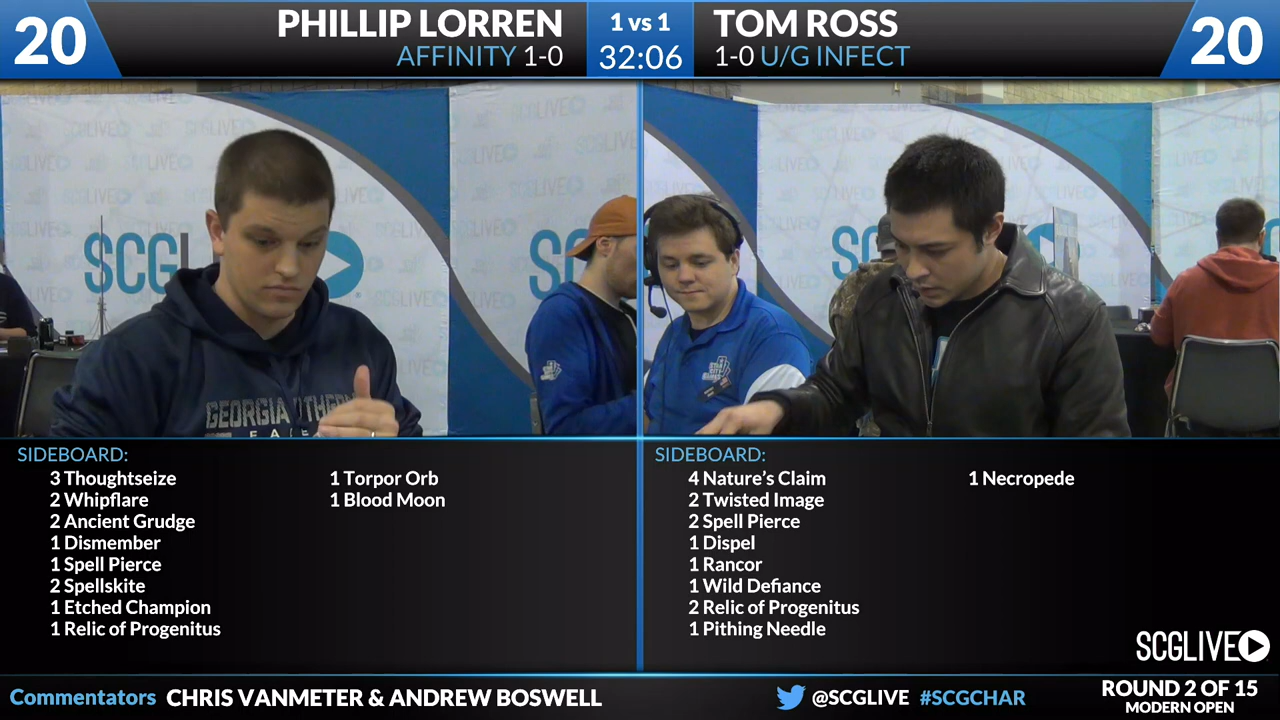 20
PHILLIP LORREN
AFFINITY 1-0
1 vs 1
32:06
TOM ROSS
1-0 U/G INFECT
20
SCGL
SCGLIVE
GEORGIA
SIDEBOARD:
3 Thoughtseize
2 Whipflare
2 Ancient Grudge
1 Dismember
1 Spell Pierce
2 Spellskite
1 Etched Champion
1 Relic of Progenitus
1 Torpor Orb
1 Blood Moon
SIDEBOARD:
4 Nature's Claim
2 Twisted Image
2 Spell Pierce
1 Dispel
1 Rancor
1 Wild Defiance
2 Relic of Progenitus
1 Pithing Needle
1 Necropede
SCGLIVE
Commentators CHRIS VANMETER & ANDREW BOSWELL
@SCGLIVE #SCGCHAR
ROUND 2 OF 15
MODERN OPEN